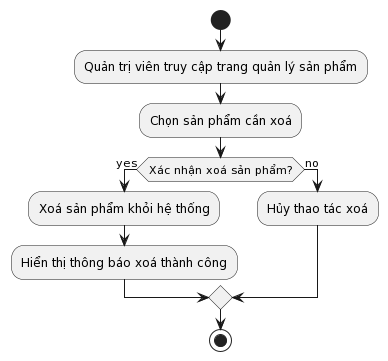 Quản trị viên truy cập trang quản lý sản phẩm
Chọn sản phẩm cần xoá
yes
Xác nhận xoá sản phẩm?
no
Xoá sản phẩm khỏi hệ thống
Hủy thao tác xoá
Hiển thị thông báo xoá thành công